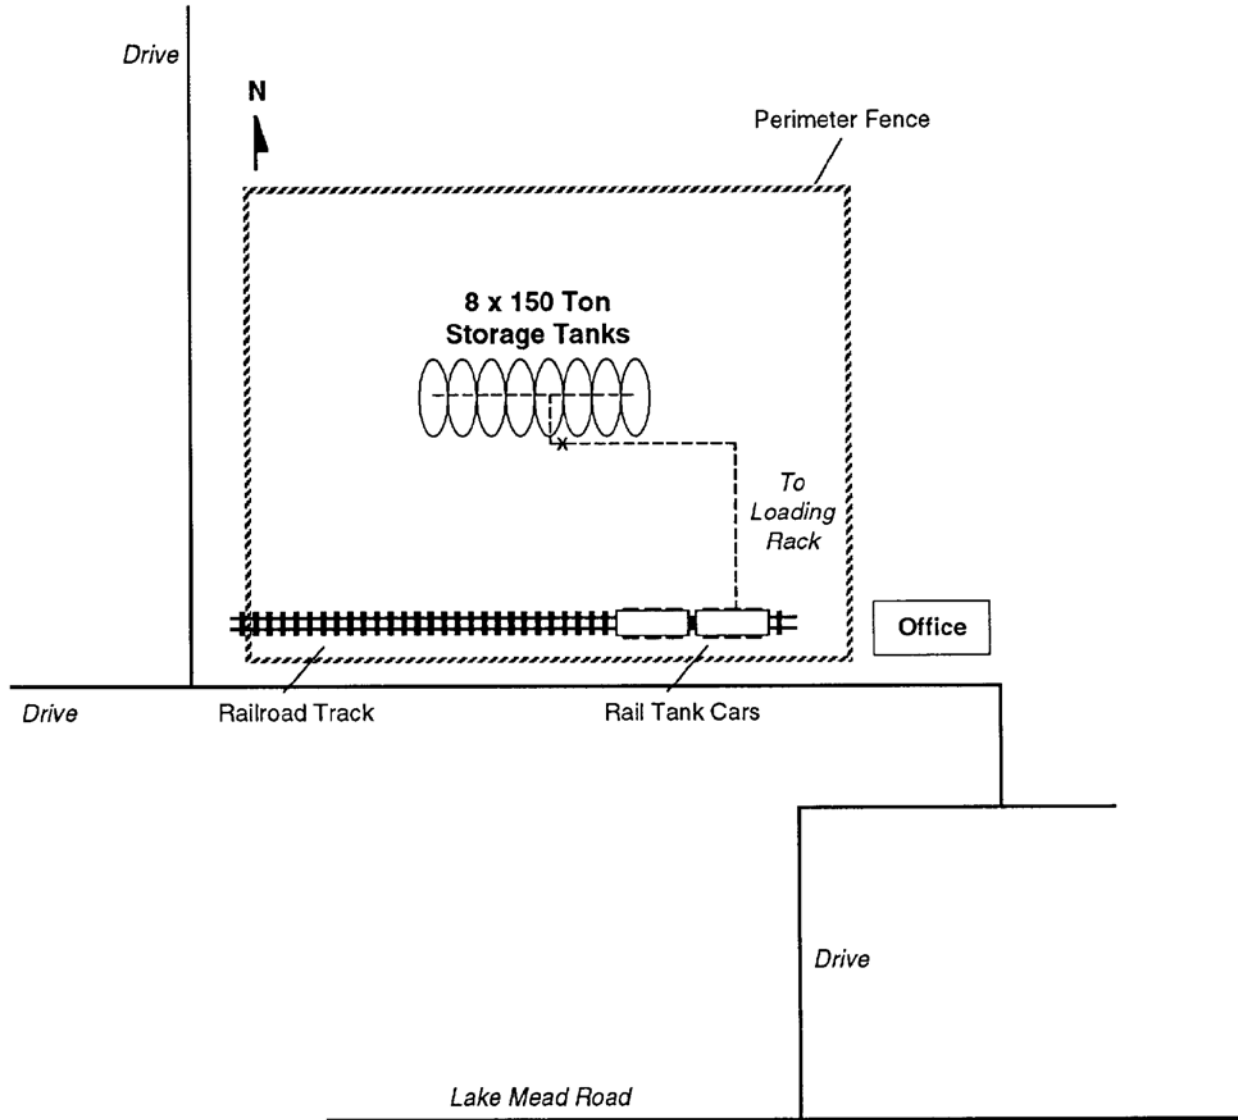 Drive
N
Perimeter Fence
8 x 150 Ton
Storage Tanks
To
Loading
Rack
Office
Drive
Railroad Track
Rail Tank Cars
Drive
Lake Mead Road